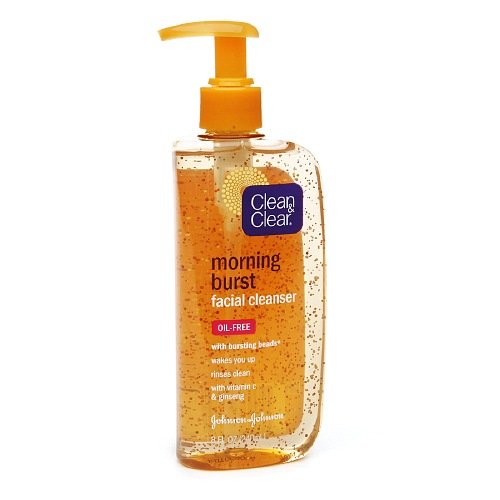 Clean
&
Clear®
morning
burst
facial cleanser
OIL-FREE
with bursting beads®
wakes you up
rinses clean
with vitamin c
& ginseng
Johnson & Johnson